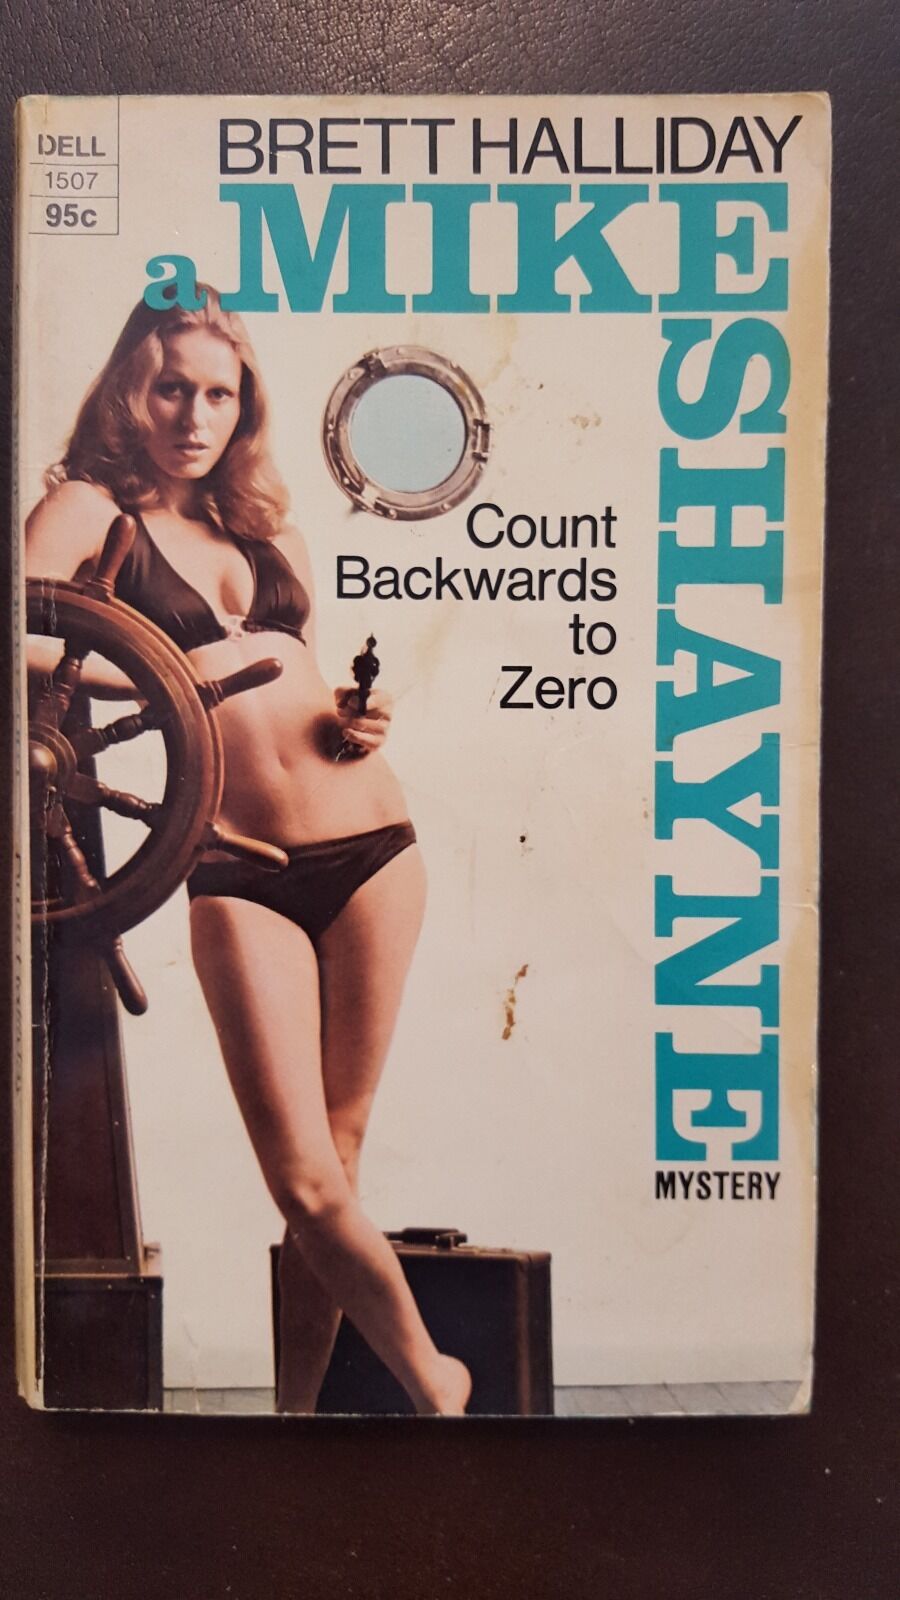 DELL
1507
95c
BRETT HALLIDAY
a MIKE
SHAYNE
MYSTERY
Count
Backwards
to
Zero